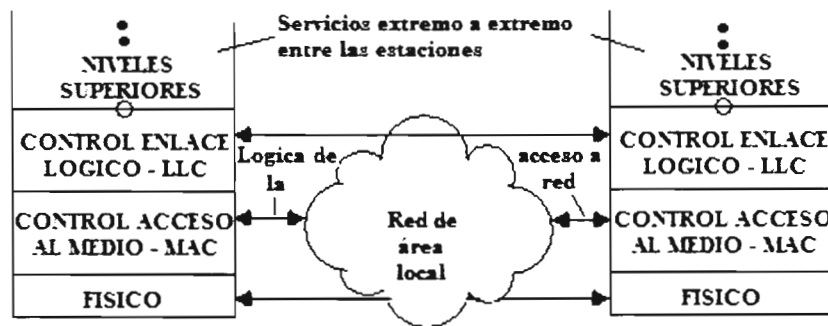 Servicios extremo a extremo
entre las estaciones
NIVELES
SUPERIORES
CONTROL ENLACE
LOGICO - LLC
CONTROL ACCESO
AL MEDIO - MAC
FISICO
Logica de
la
acceso a
red
Red de
área
local
NIVELES
SUPERIORES
CONTROL ENLACE
LOGICO - LLC
CONTROL ACCESO
AL MEDIO - MAC
FISICO